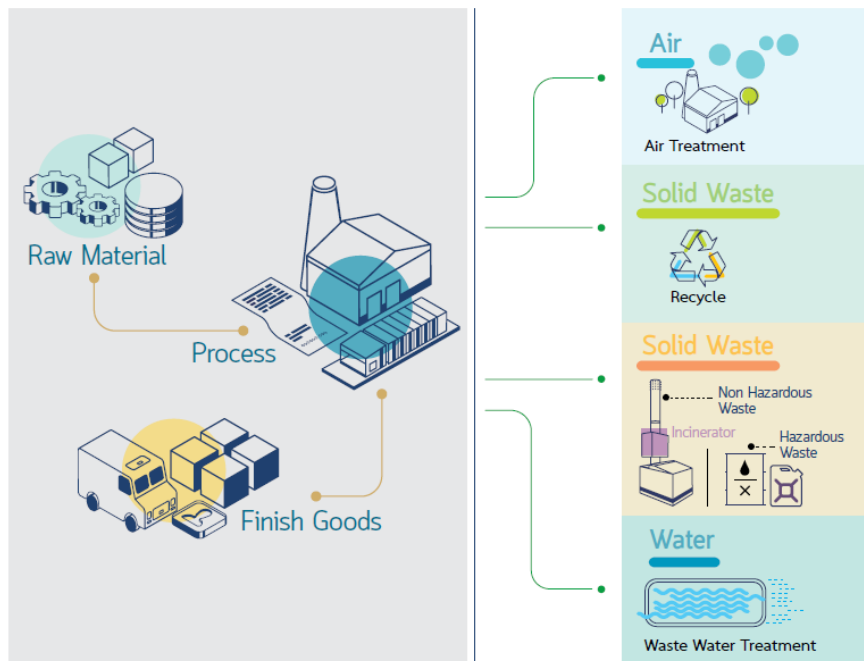 Raw Material
Process
Finish Goods
Air
Air Treatment
Solid Waste
Recycle
Solid Waste
Non Hazardous
Waste
Incinerator
Hazardous
Waste
Water
Waste Water Treatment